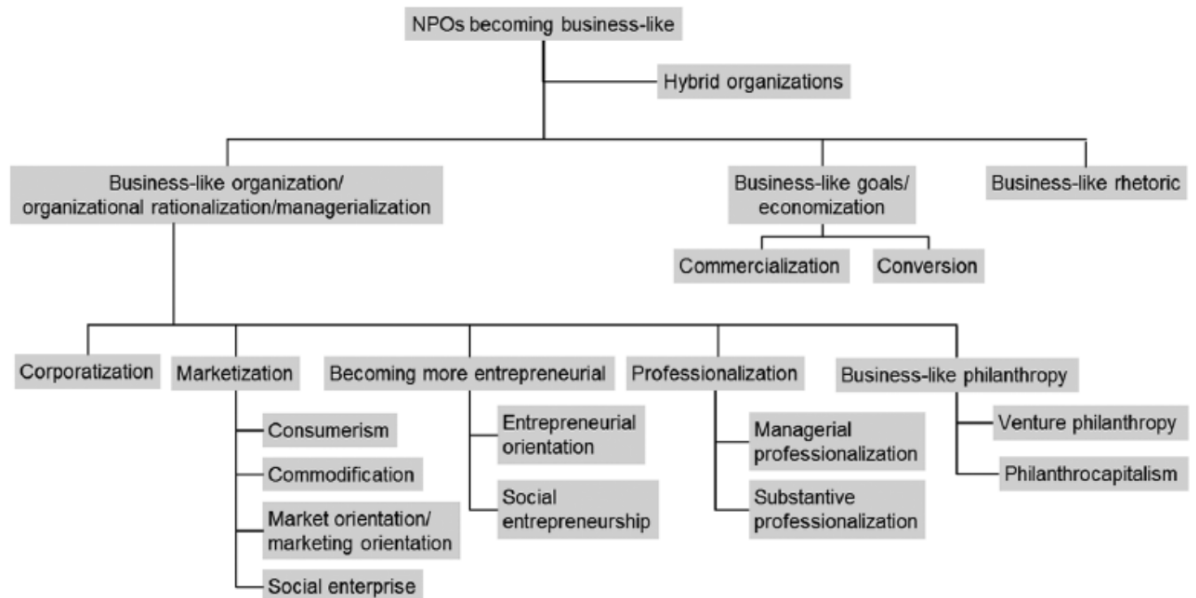 NPOs becoming business-like
Hybrid organizations
Business-like organization/
organizational rationalization/managerialization
Business-like goals/
economization
Business-like rhetoric
Commercialization
Conversion
Corporatization
Marketization
Becoming more entrepreneurial
Professionalization
Business-like philanthropy
Consumerism
Commodification
Market orientation/
marketing orientation
Social enterprise
Entrepreneurial
orientation
Social
entrepreneurship
Managerial
professionalization
Substantive
professionalization
Venture philanthropy
Philanthrocapitalism